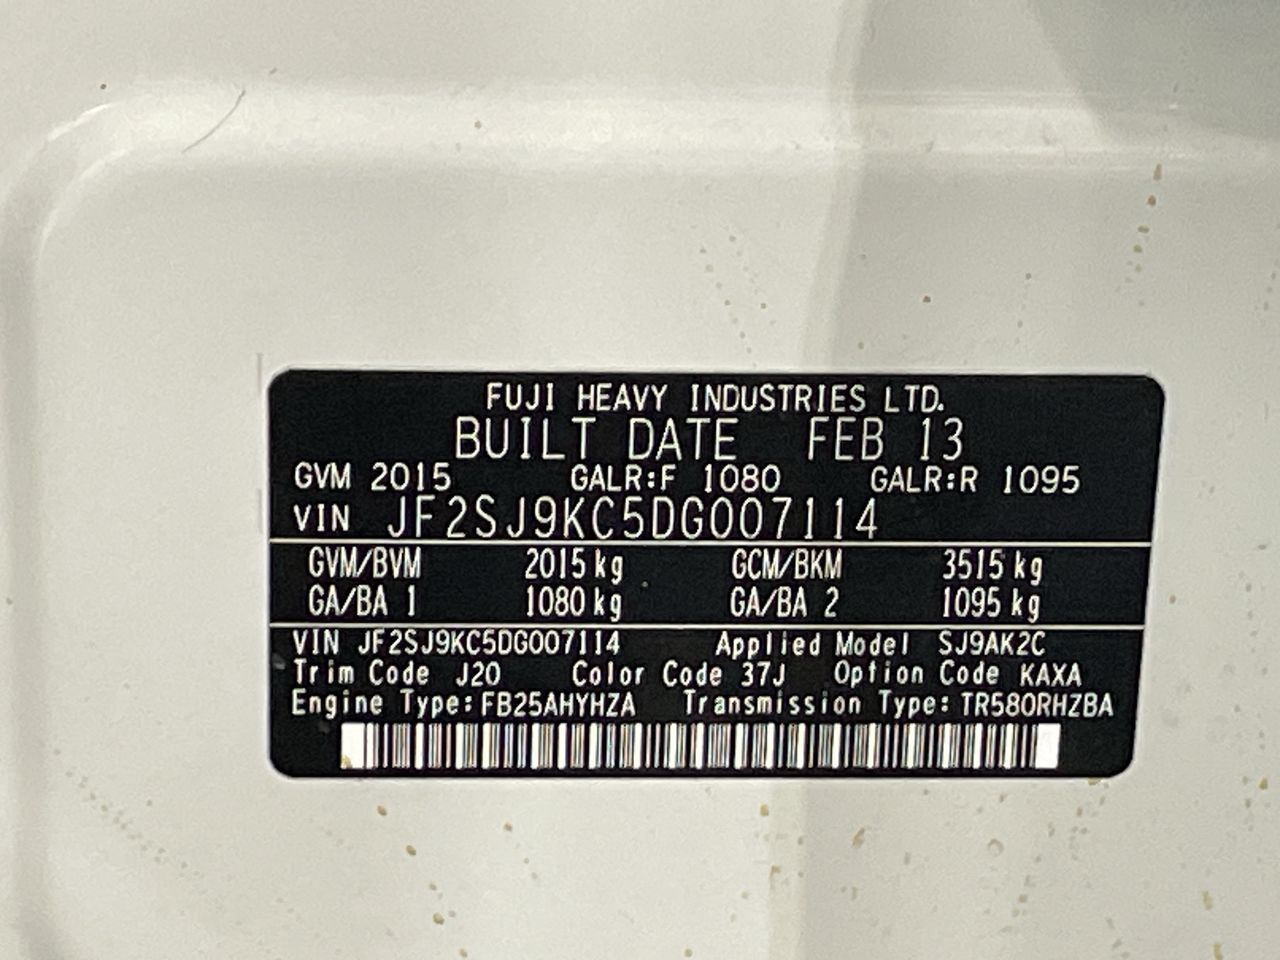 FUJI HEAVY INDUSTRIES LTD.
BUILT DATE FEB 13
GVM 2015 GALR:F 1080 GALR:R 1095
VIN JF2SJ9KC5DG007114
GVM/BVM 2015 kg GCM/BKM 3515 kg
GA/BA 1 1080 kg GA/BA 2 1095 kg
VIN JF2SJ9KC5DG007114 Applied Model SJ9AK2C
Trim Code J20 Color Code 37J Option Code KAXA
Engine Type: FB25AHYHZA Transmission Type: TR580RHZBA